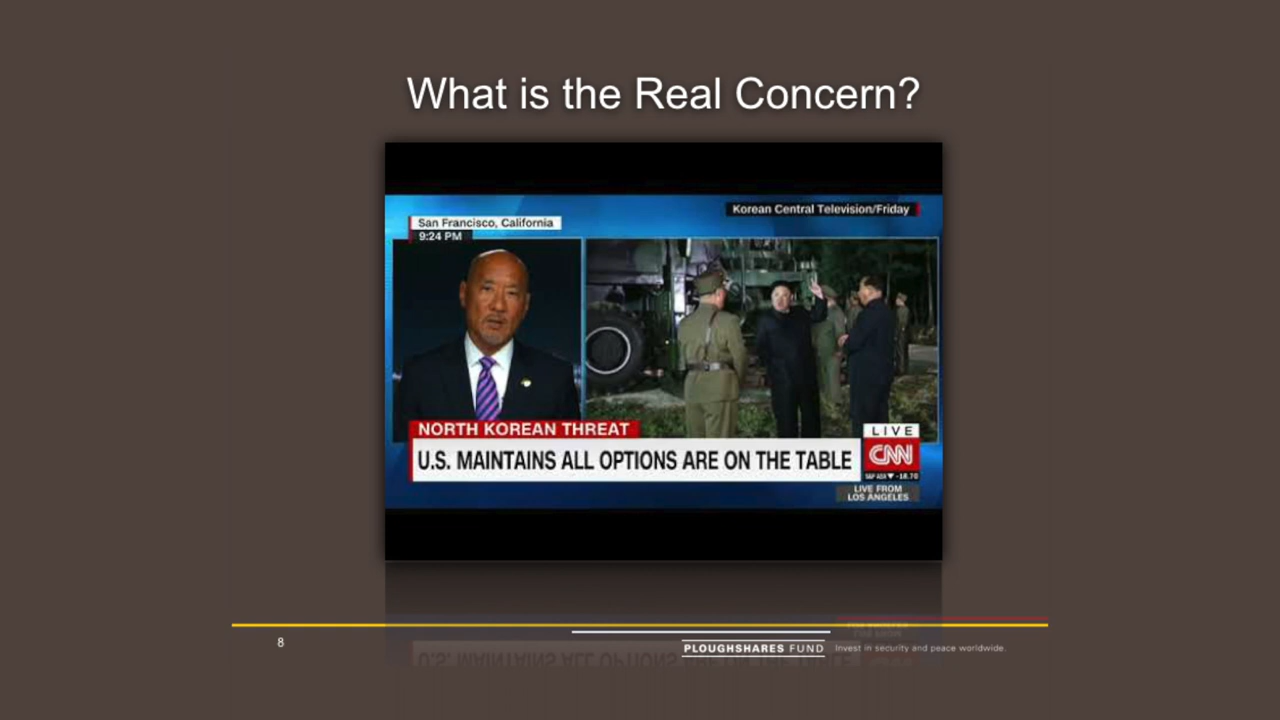 What is the Real Concern?
Korean Central Television/Friday
San Francisco, California
9:24 PM
NORTH KOREAN THREAT
U.S. MAINTAINS ALL OPTIONS ARE ON THE TABLE
LIVE
CNN
LIVE FROM
LOS ANGELES
8
PLOUGHSHARES FUND
Invest in security and peace worldwide.